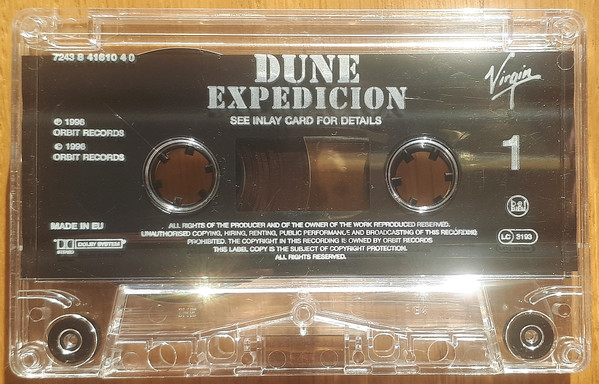 7243 8 41610 4 0
DUNE
EXPEDICION
SEE INLAY CARD FOR DETAILS
Virgin
℗ 1996
ORBIT RECORDS
© 1996
ORBIT RECORDS
1
MADE IN EU
DOLBY SYSTEM
ALL RIGHTS OF THE PRODUCER AND OF THE OWNER OF THE WORK REPRODUCED RESERVED.
UNAUTHORISED COPYING, HIRING, RENTING, PUBLIC PERFORMANCE AND BROADCASTING OF THIS RECORDING
PROHIBITED. THE COPYRIGHT IN THIS RECORDING IS OWNED BY ORBIT RECORDS
THIS LABEL COPY IS THE SUBJECT OF COPYRIGHT PROTECTION.
ALL RIGHTS RESERVED.
LC 3193